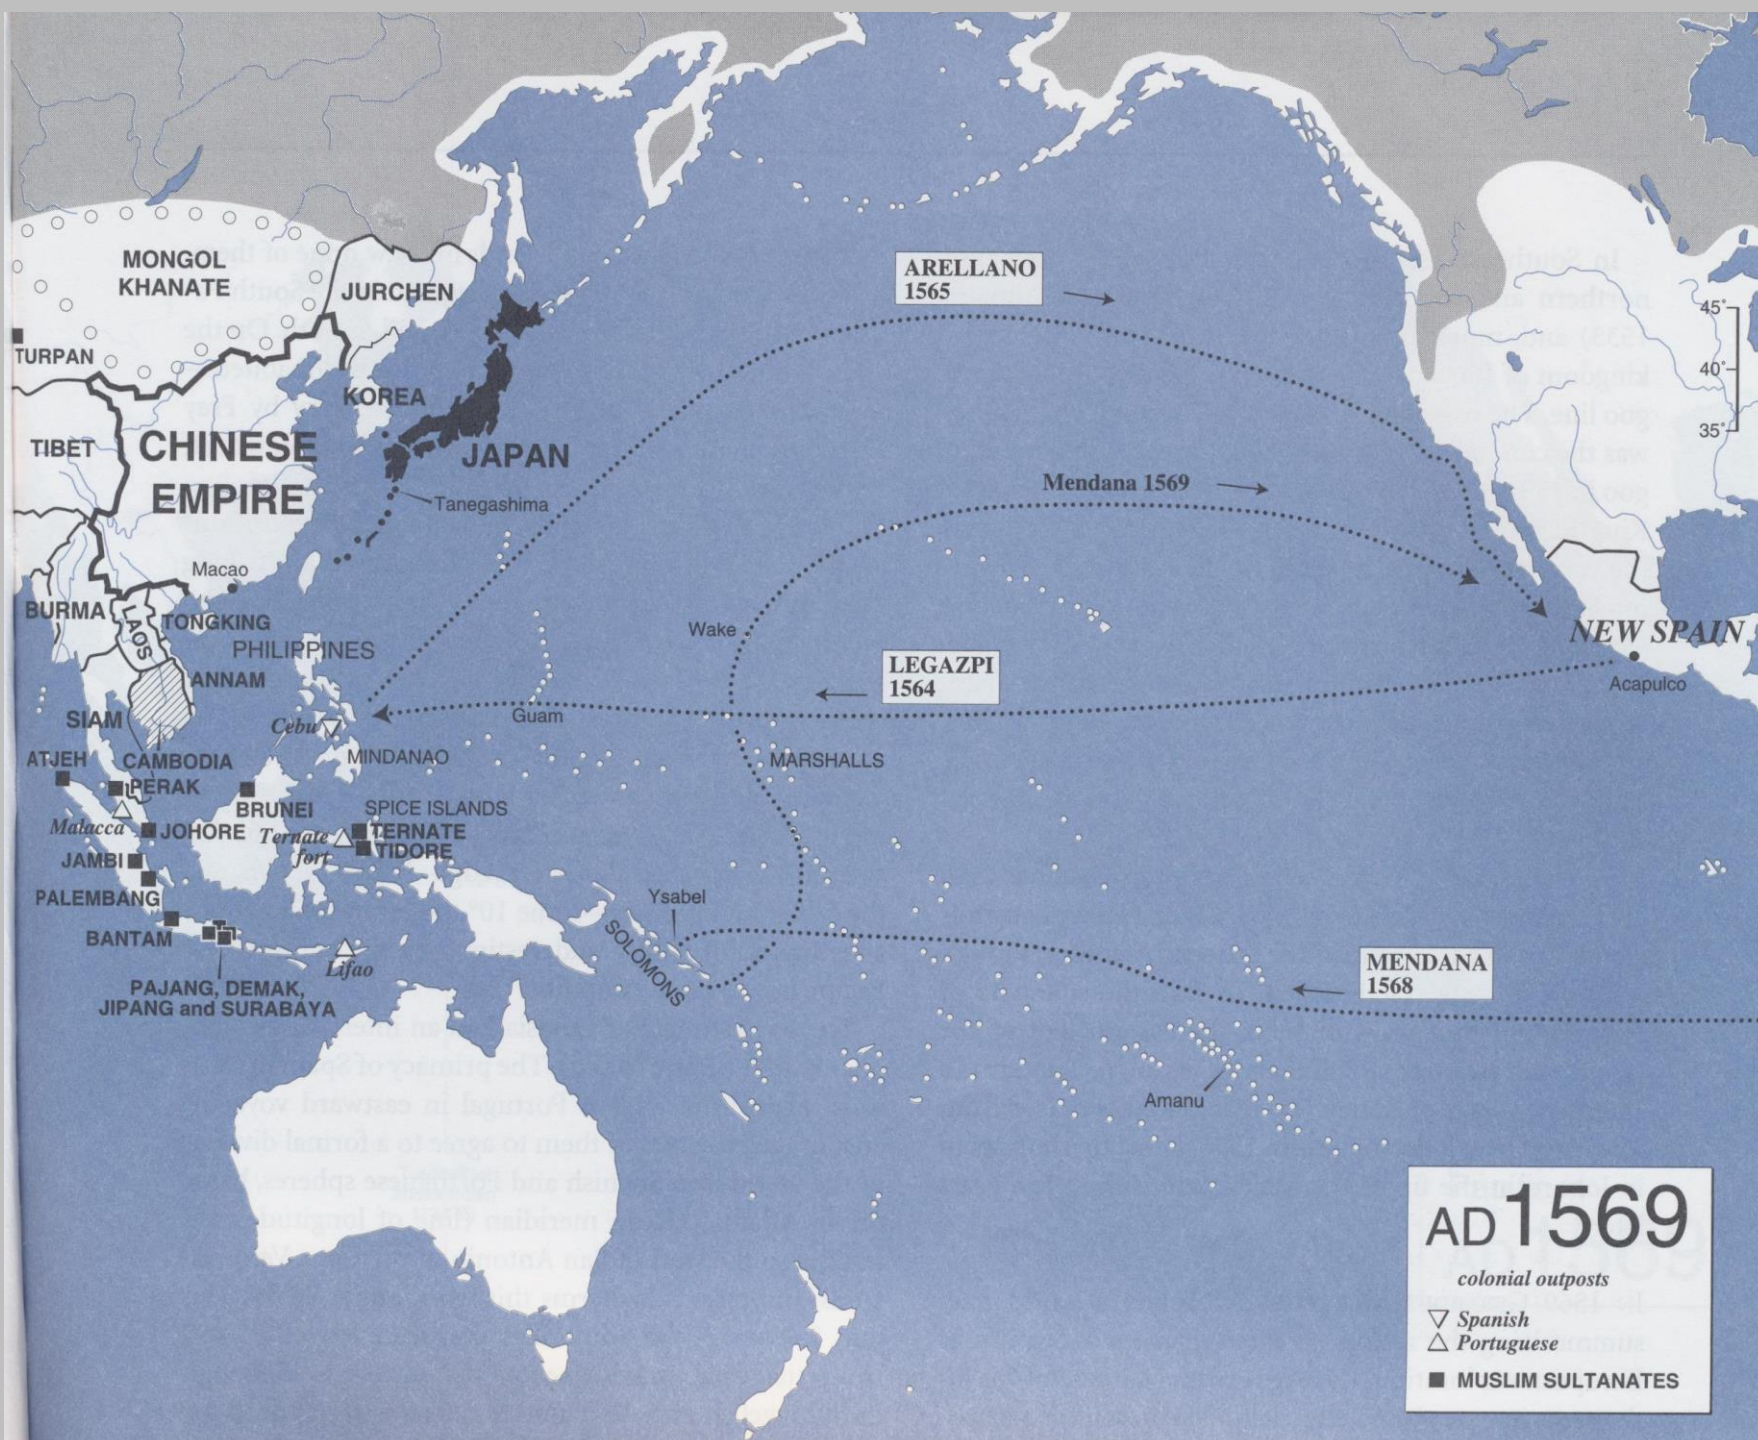 ARELLANO
1565
MONGOL
KHANATE
JURCHEN
45°
TURPAN
40°
KOREA
35°
TIBET
CHINESE
EMPIRE
JAPAN
Mendana 1569
Tanegashima
Macao
BURMA
LAOS
TONGKING
Wake
NEW SPAIN
PHILIPPINES
LEGAZPI
1564
ANNAM
Acapulco
SIAM
Guam
Cebu
ATJEH
CAMBODIA
MINDANAO
MARSHALLS
PERAK
BRUNEI
SPICE ISLANDS
Malacca
JOHORE
Ternate
fort
TERNATE
TIDORE
JAMBI
PALEMBANG
Ysabel
BANTAM
SOLOMONS
Lifao
MENDANA
1568
PAJANG, DEMAK,
JIPANG and SURABAYA
Amanu
AD 1569
colonial outposts
Spanish
Portuguese
MUSLIM SULTANATES